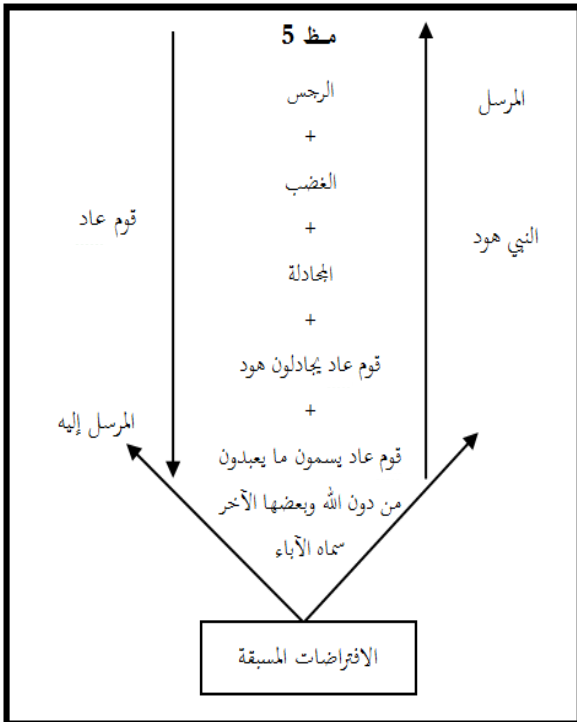 مـظ 5
الرجس
المرسل
+
الغضب
+
قوم عاد
النبي هود
المجادلة
+
قوم عاد يجادلون هود
+
المرسل إليه
قوم عاد يسمون ما يعبدون
من دون الله وبعضها الآخر
سماه الآباء
الافتراضات المسبقة